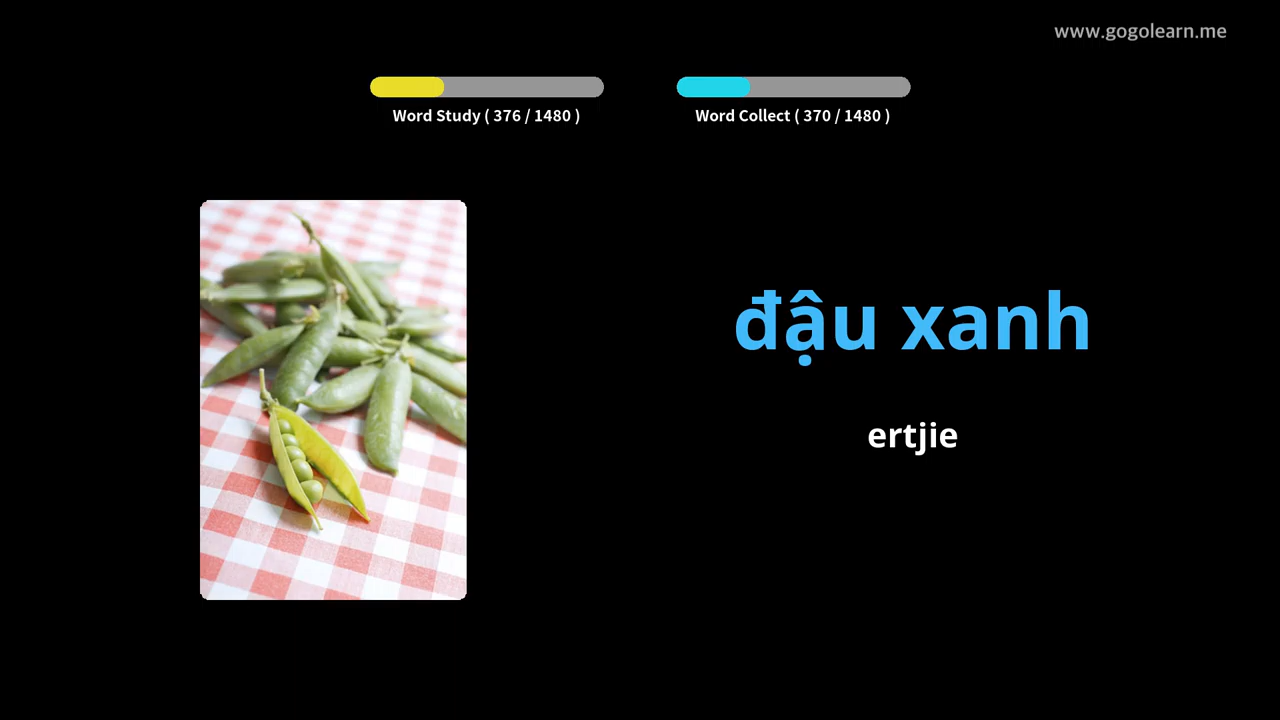 www.gogolearn.me
Word Study ( 376 / 1480 )
Word Collect ( 370 / 1480 )
đậu xanh
ertjie